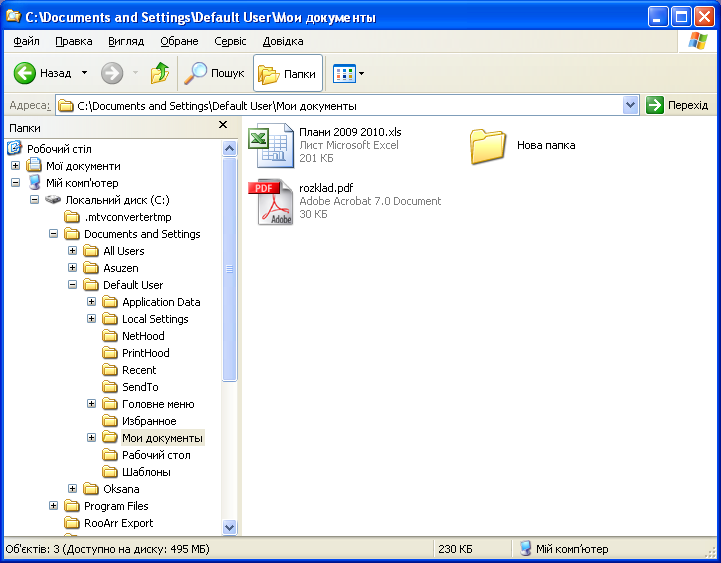 C:\Documents and Settings\Default User\Мои документы
Файл Правка Вигляд Обране Сервіс Довідка
Назад Пошук Папки
Адреса: C:\Documents and Settings\Default User\Мои документы Перехід
Папки
Робочий стіл
Мої документи
Мій комп'ютер
Локальний диск (C:)
.mtvconvertertmp
Documents and Settings
All Users
Asuzen
Default User
Application Data
Local Settings
NetHood
PrintHood
Recent
SendTo
Головне меню
Избранное
Мои документы
Рабочий стол
Шаблоны
Oksana
Program Files
RooArr Export
Плани 2009 2010.xls
Лист Microsoft Excel
201 КБ
Нова папка
PDF
Adobe
rozklad.pdf
Adobe Acrobat 7.0 Document
30 КБ
Об'єктів: 3 (Доступно на диску: 495 МБ) 230 КБ Мій комп'ютер